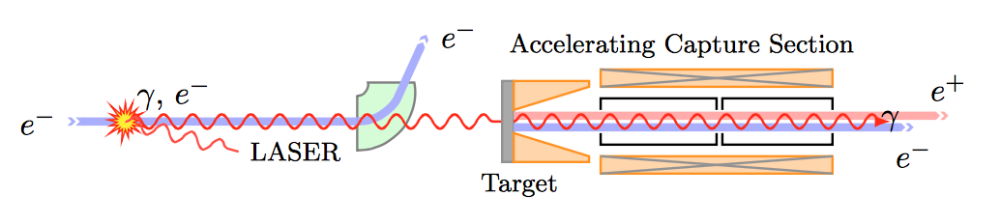 e⁻
γ, e⁻
LASER
e⁻
Target
Accelerating Capture Section
e⁺
γ
e⁻